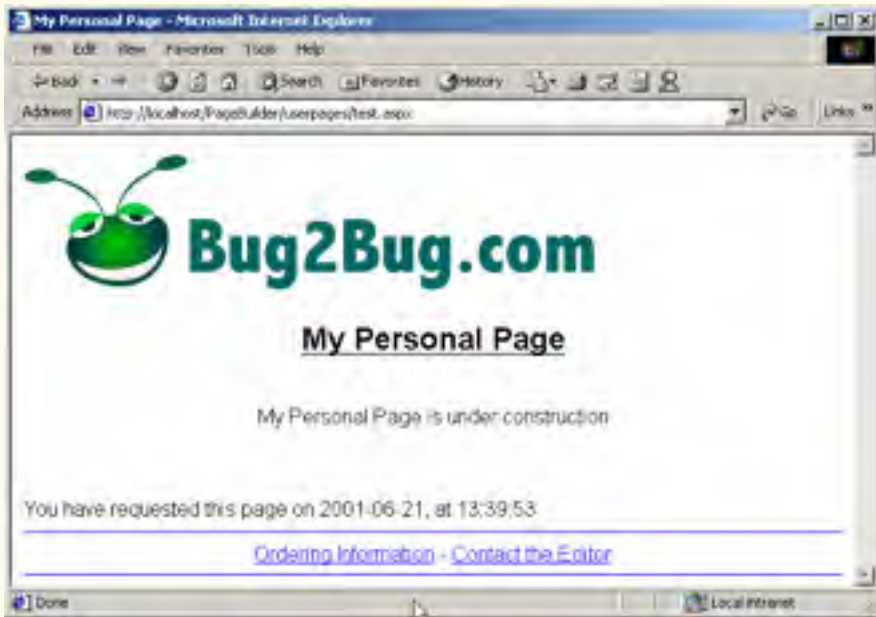 My Personal Page - Microsoft Internet Explorer
File Edit View Favorites Tools Help
Back Search Favorites History
Address http://localhost/PageBuilder/userpages/test.aspx Go Links »
Bug2Bug.com
My Personal Page
My Personal Page is under construction
You have requested this page on 2001-06-21, at 13:39:53
Ordering Information - Contact the Editor
Done Local intranet